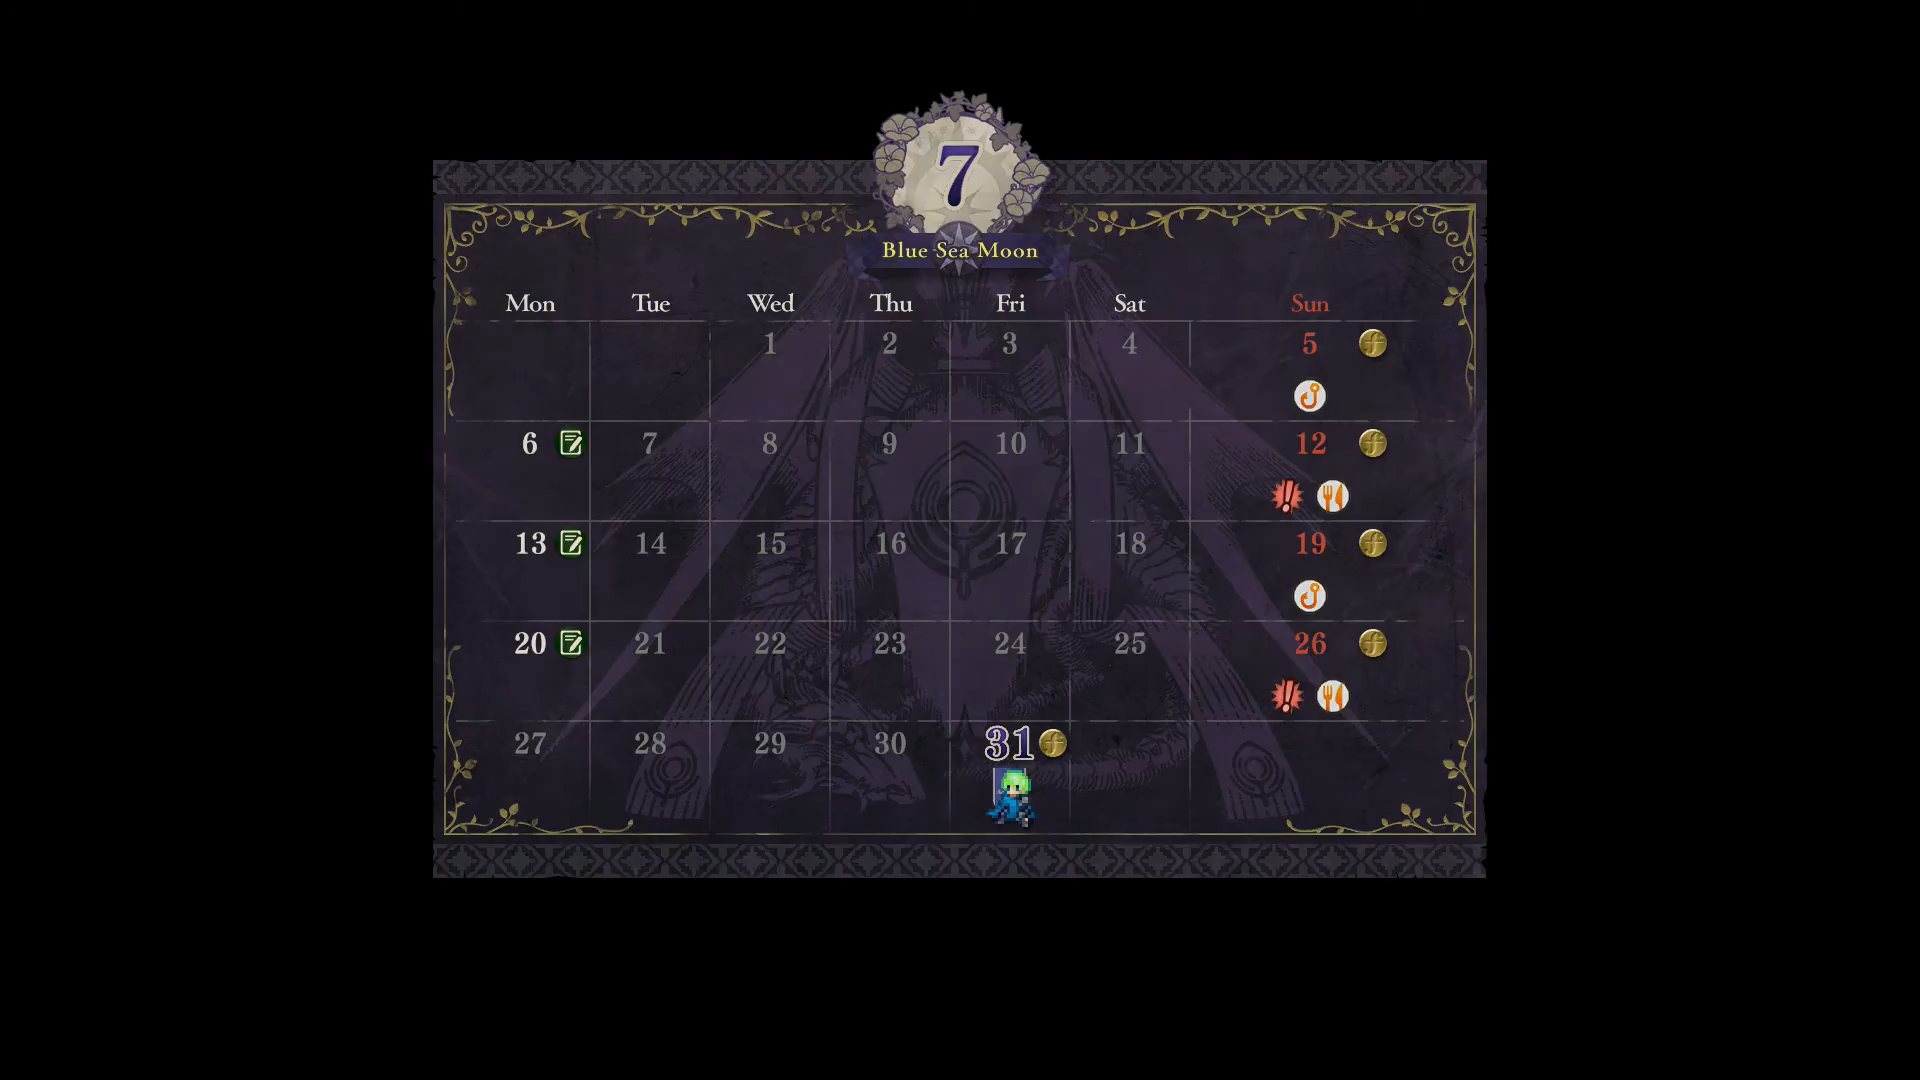 7
Blue Sea Moon
Mon Tue Wed Thu Fri Sat Sun
1 2 3 4 5
6 7 8 9 10 11 12
13 14 15 16 17 18 19
20 21 22 23 24 25 26
27 28 29 30 31